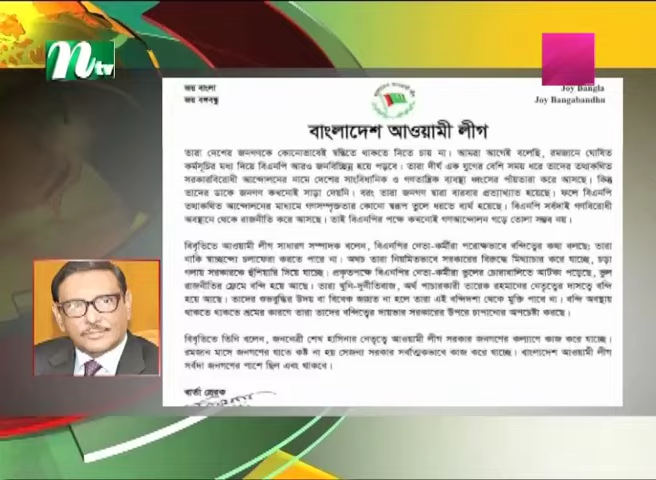 ntv
জয় বাংলা
জয় বঙ্গবন্ধু
Joy Bangla
Joy Bangabandhu
বাংলাদেশ আওয়ামী লীগ
তারা দেশের জনগণকে কোনোভাবেই স্বস্তিতে থাকতে দিতে চায় না। আমরা আগেই বলেছি, রমজানে ঘোষিত
কর্মসূচির মধ্য দিয়ে বিএনপি আরও জনবিচ্ছিন্ন হয়ে পড়বে। তারা দীর্ঘ এক যুগের বেশি সময় ধরে তাদের তথাকথিত
সরকারবিরোধী আন্দোলনের নামে দেশের সাংবিধানিক ও গণতান্ত্রিক ব্যবস্থা ধ্বংসের পাঁয়তারা করে আসছে। কিন্তু
তাদের ডাকে জনগণ কখনোই সাড়া দেয়নি। বরং তারা জনগণ দ্বারা বারবার প্রত্যাখ্যাত হয়েছে। ফলে বিএনপি
তথাকথিত আন্দোলনের মাধ্যমে গণসম্পৃক্ততার কোনো স্বরূপ তুলে ধরতে ব্যর্থ হয়েছে। বিএনপি সর্বদাই গণবিরোধী
অবস্থানে থেকে রাজনীতি করে আসছে। তাই বিএনপির পক্ষে কখনোই গণআন্দোলন গড়ে তোলা সম্ভব নয়।
বিবৃতিতে আওয়ামী লীগ সাধারণ সম্পাদক বলেন, বিএনপির নেতা-কর্মীরা পরোক্ষভাবে বন্দিত্বের কথা বলছে; তারা
নাকি স্বাচ্ছন্দ্যে চলাফেরা করতে পারে না। অথচ তারা নিয়মিতভাবে সরকারের বিরুদ্ধে মিথ্যাচার করে যাচ্ছে, চড়া
গলায় সরকারকে হুঁশিয়ারি দিয়ে যাচ্ছে। প্রকৃতপক্ষে বিএনপির নেতা-কর্মীরা ভুলের চোরাবালিতে আটকা পড়েছে, ভুল
রাজনীতির ফ্রেমে বন্দি হয়ে আছে। তারা খুনি-দুর্নীতিবাজ, অর্থ পাচারকারী তারেক রহমানের নেতৃত্বের দাসত্বে বন্দি
হয়ে আছে। তাদের শুভবুদ্ধির উদয় বা বিবেক জাগ্রত না হলে তারা এই বন্দিদশা থেকে মুক্তি পাবে না। বন্দি অবস্থায়
থাকতে থাকতে ভ্রমের কারণে তারা তাদের বন্দিত্বের দায়ভার সরকারের উপরে চাপানোর অপচেষ্টা করছে।
বিবৃতিতে তিনি বলেন, জননেত্রী শেখ হাসিনার নেতৃত্বে আওয়ামী লীগ সরকার জনগণের কল্যাণে কাজ করে যাচ্ছে।
রমজান মাসে জনগণের যাতে কষ্ট না হয় সেজন্য সরকার সর্বাত্মকভাবে কাজ করে যাচ্ছে। বাংলাদেশ আওয়ামী লীগ
সর্বদা জনগণের পাশে ছিল এবং থাকবে।
বার্তা প্রেরক